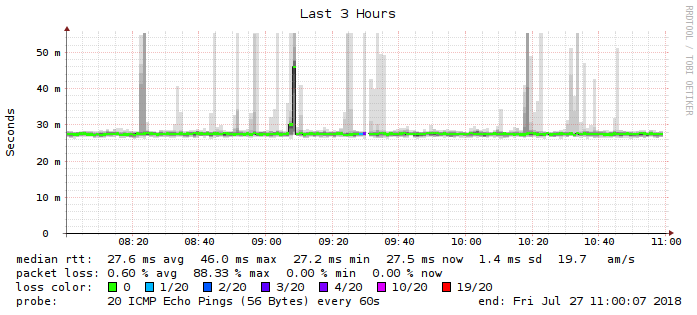 Last 3 Hours
RRDTOOL / TOBI OETIKER
Seconds
50 m
40 m
30 m
20 m
10 m
0
08:20 08:40 09:00 09:20 09:40 10:00 10:20 10:40 11:00
median rtt: 27.6 ms avg 46.0 ms max 27.2 ms min 27.5 ms now 1.4 ms sd 19.7 am/s
packet loss: 0.60 % avg 88.33 % max 0.00 % min 0.00 % now
loss color: 0 1/20 2/20 3/20 4/20 10/20 19/20
probe: 20 ICMP Echo Pings (56 Bytes) every 60s end: Fri Jul 27 11:00:07 2018